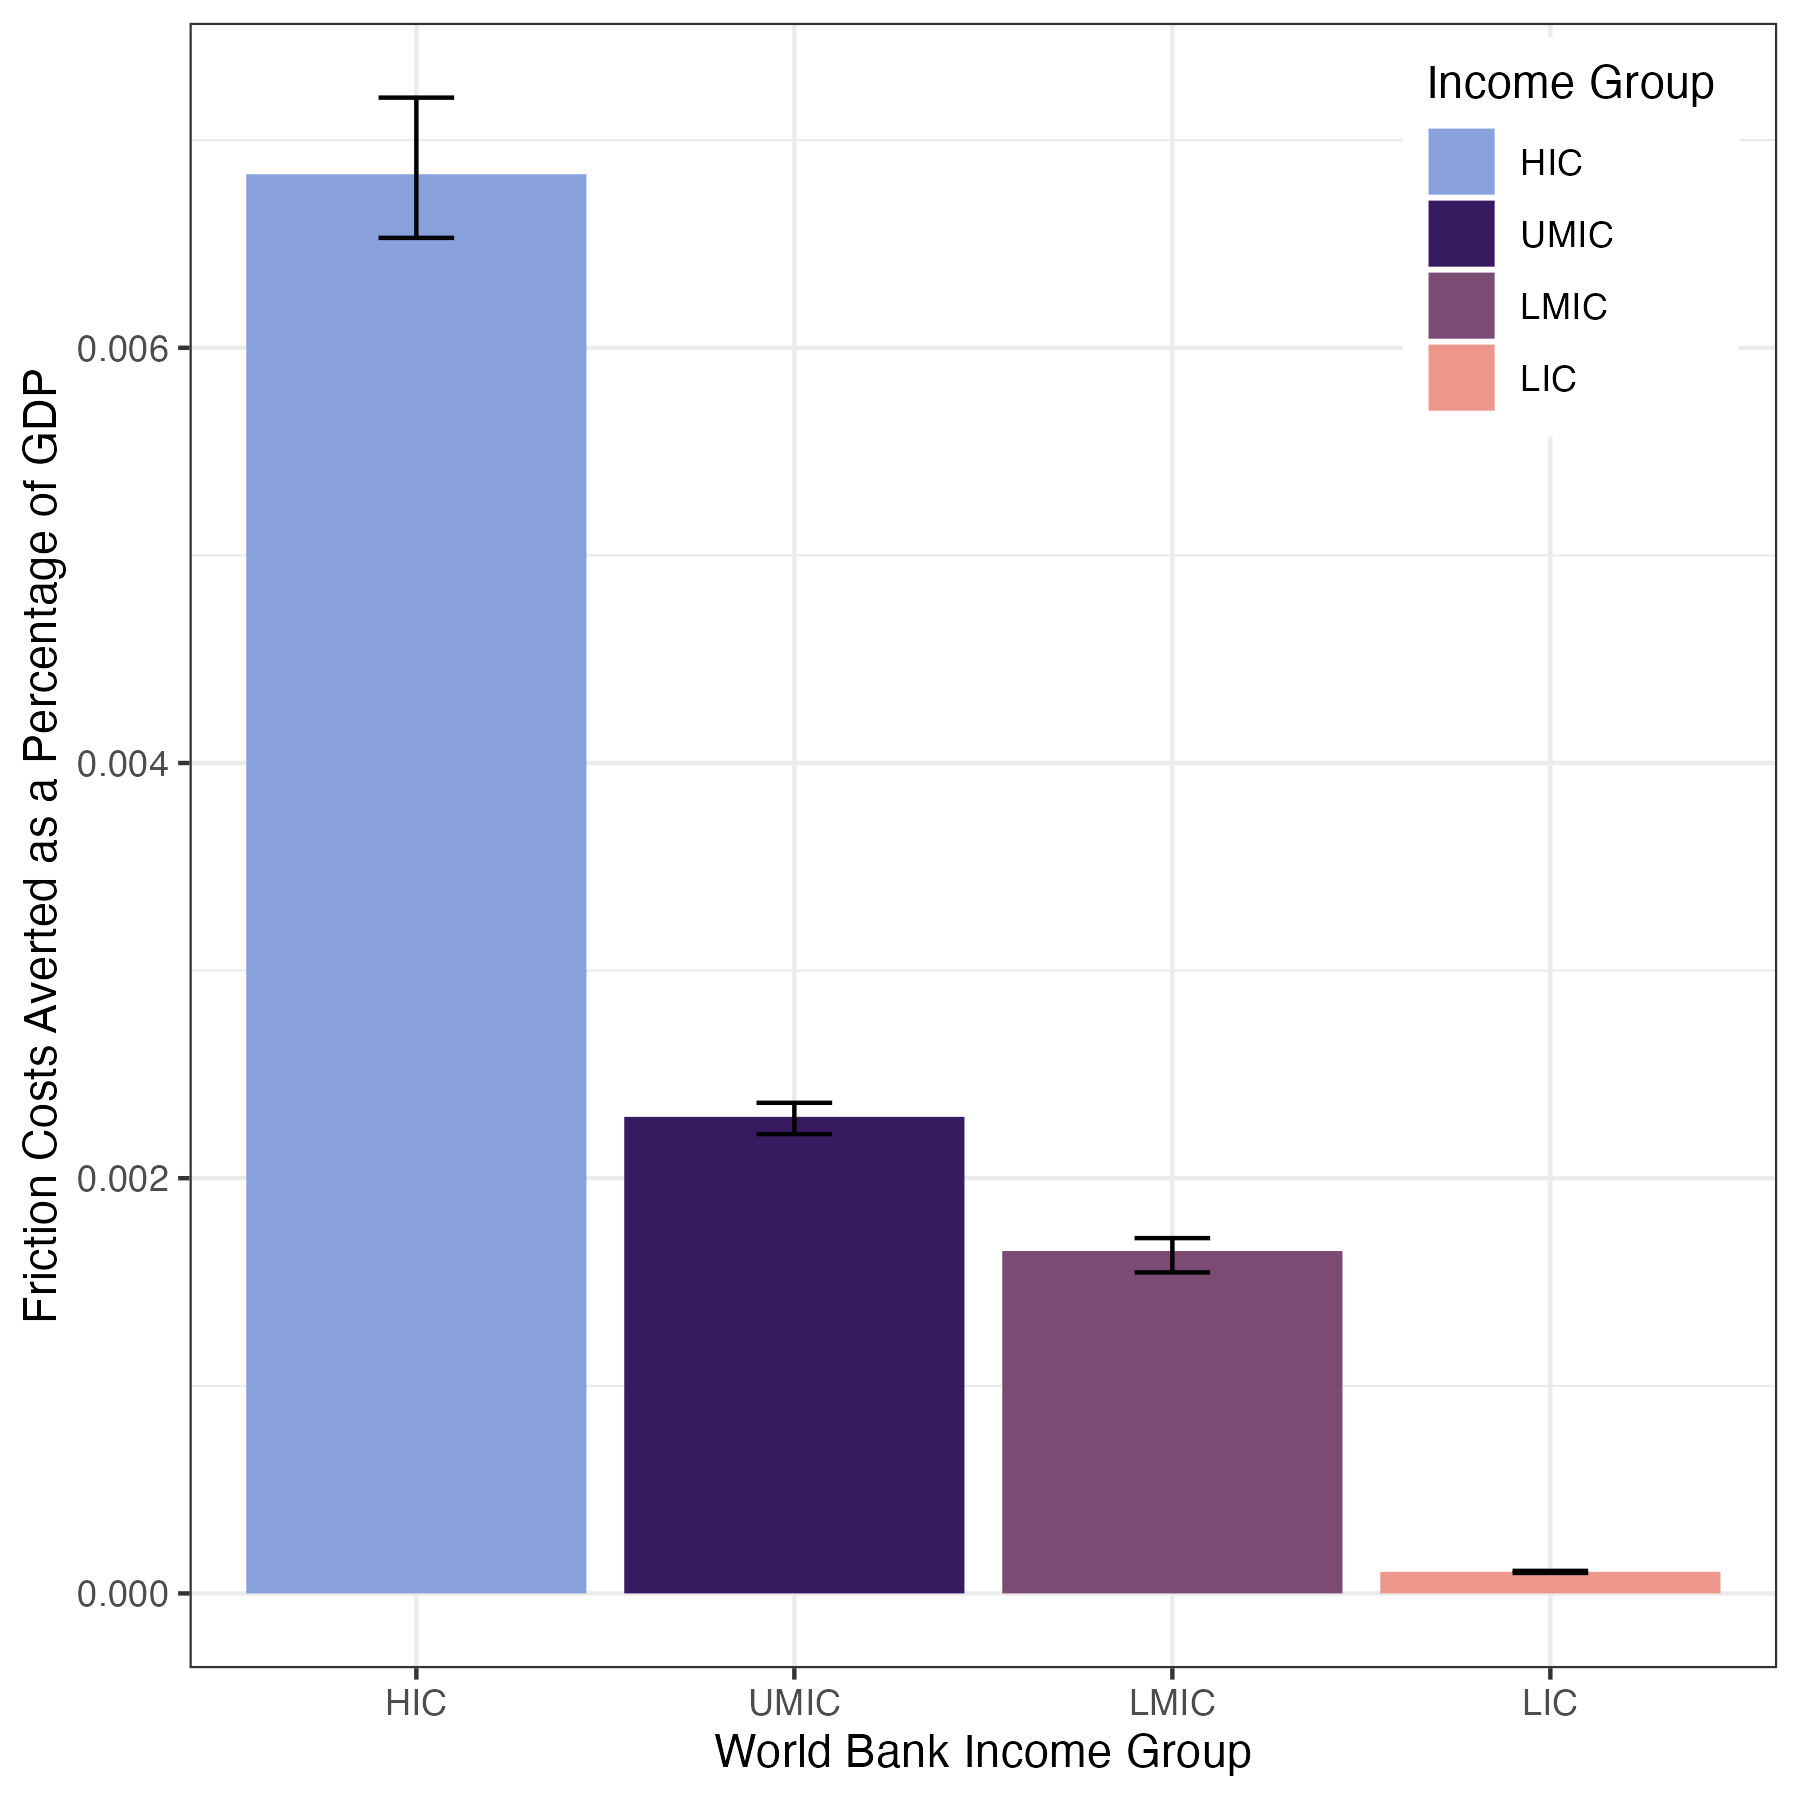 Friction Costs Averted as a Percentage of GDP
0.006
0.004
0.002
0.000
Income Group
HIC
UMIC
LMIC
LIC
HIC
UMIC
LMIC
LIC
World Bank Income Group